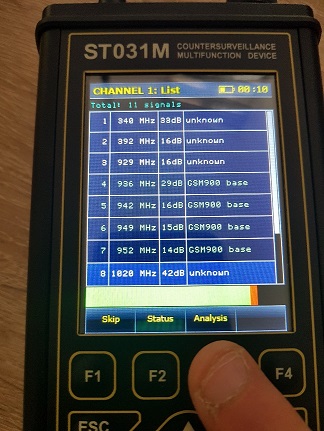 ST031M COUNTERSURVEILLANCE
MULTIFUNCTION DEVICE
CHANNEL 1: List 00:10
Total: 11 signals
1 340 MHz 33dB unknown
2 392 MHz 16dB unknown
3 929 MHz 16dB unknown
4 936 MHz 29dB GSM900 base
5 942 MHz 16dB GSM900 base
6 949 MHz 15dB GSM900 base
7 952 MHz 14dB GSM900 base
8 1020 MHz 42dB unknown
Skip Status Analysis
F1 F2 F4
ESC